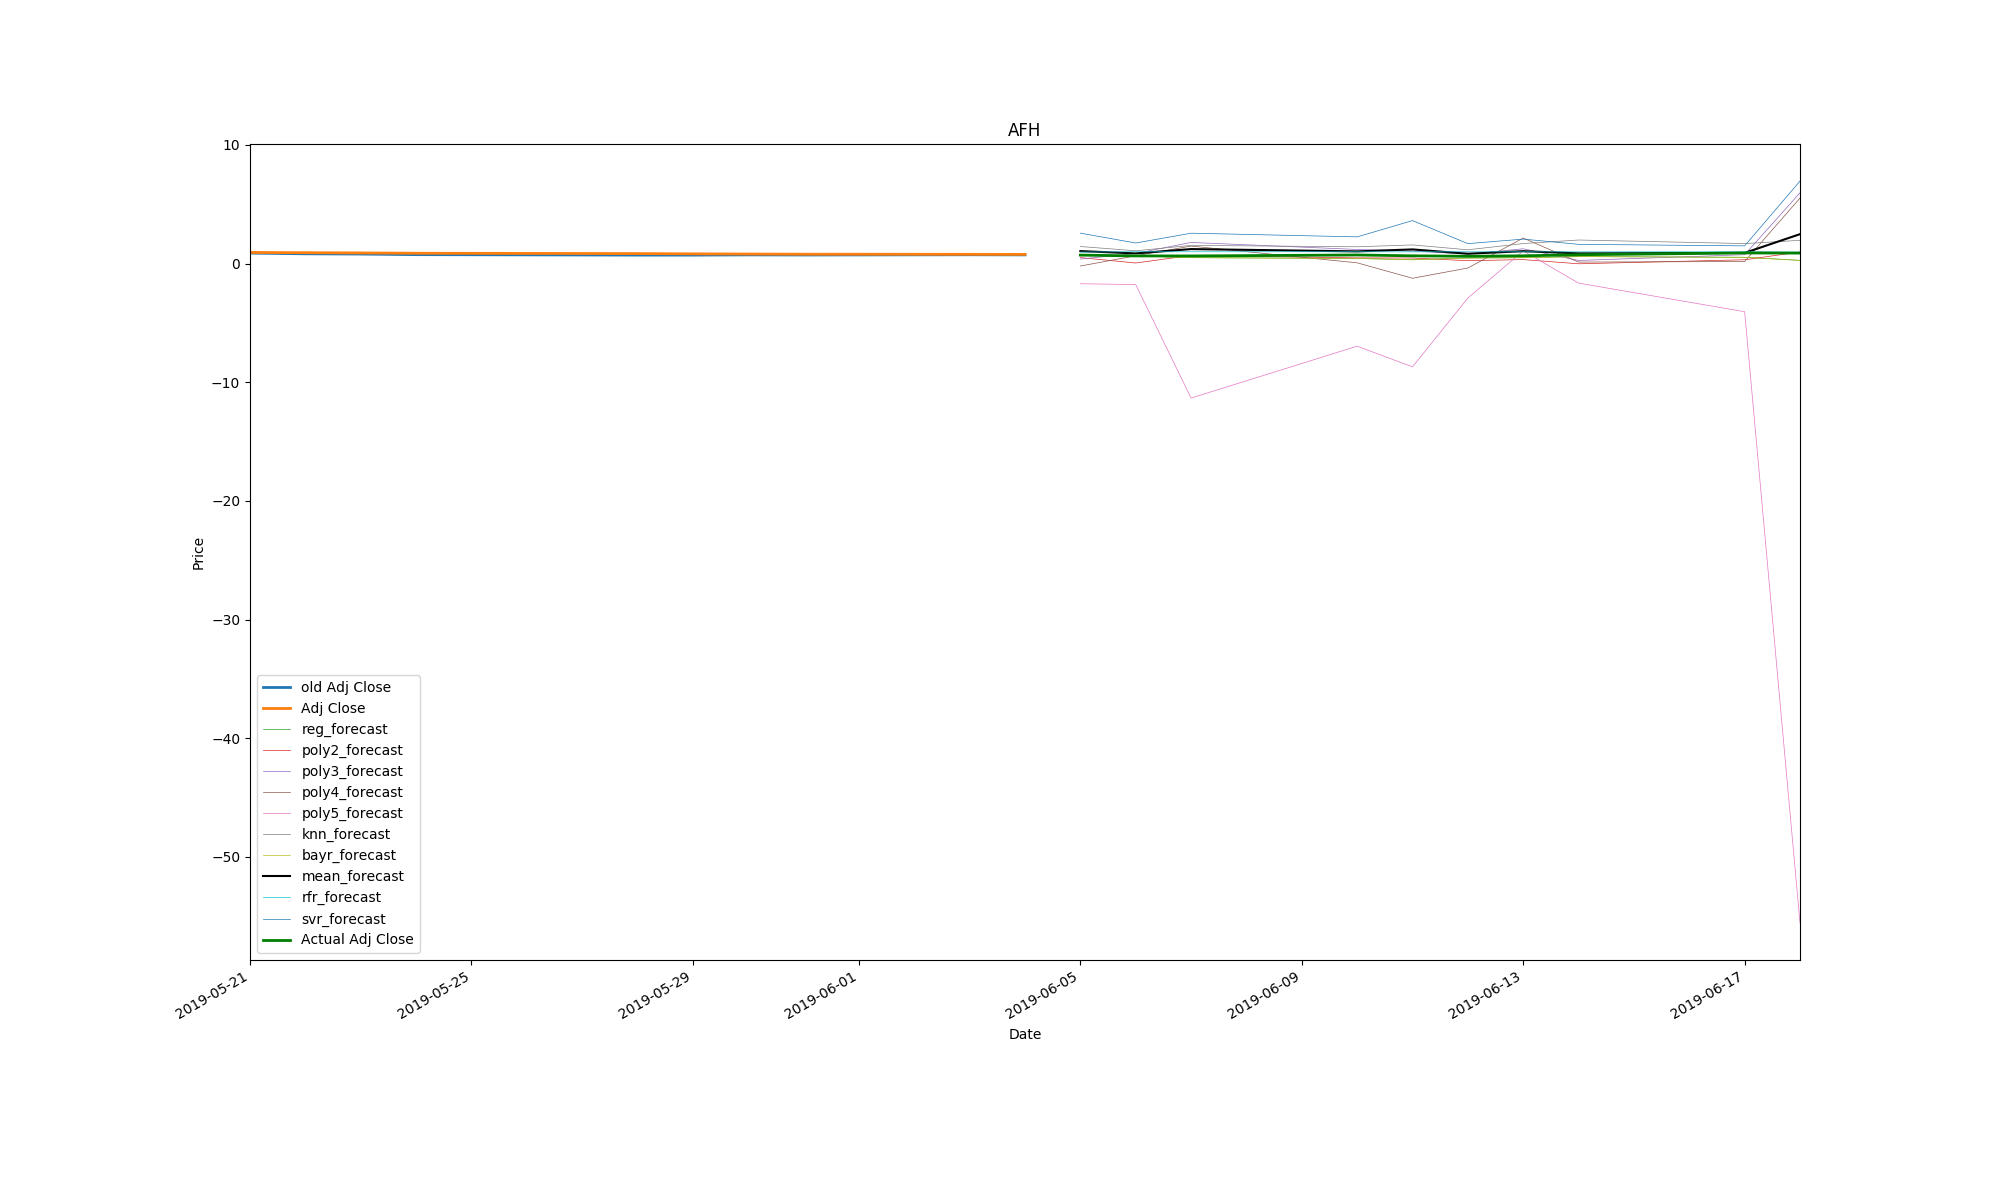 AFH
10
0
−10
−20
−30
−40
−50
Price
old Adj Close
Adj Close
reg_forecast
poly2_forecast
poly3_forecast
poly4_forecast
poly5_forecast
knn_forecast
bayr_forecast
mean_forecast
rfr_forecast
svr_forecast
Actual Adj Close
2019-05-21
2019-05-25
2019-05-29
2019-06-01
2019-06-05
2019-06-09
2019-06-13
2019-06-17
Date